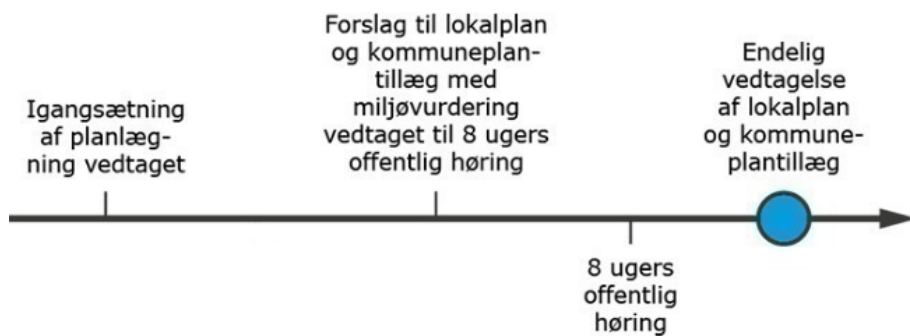 Igangsætning
af planlæg-
ning vedtaget
Forslag til lokalplan
og kommuneplan-
tillæg med
miljøvurdering
vedtaget til 8 ugers
offentlig høring
8 ugers
offentlig
høring
Endelig
vedtagelse
af lokalplan
og kommune-
plantillæg